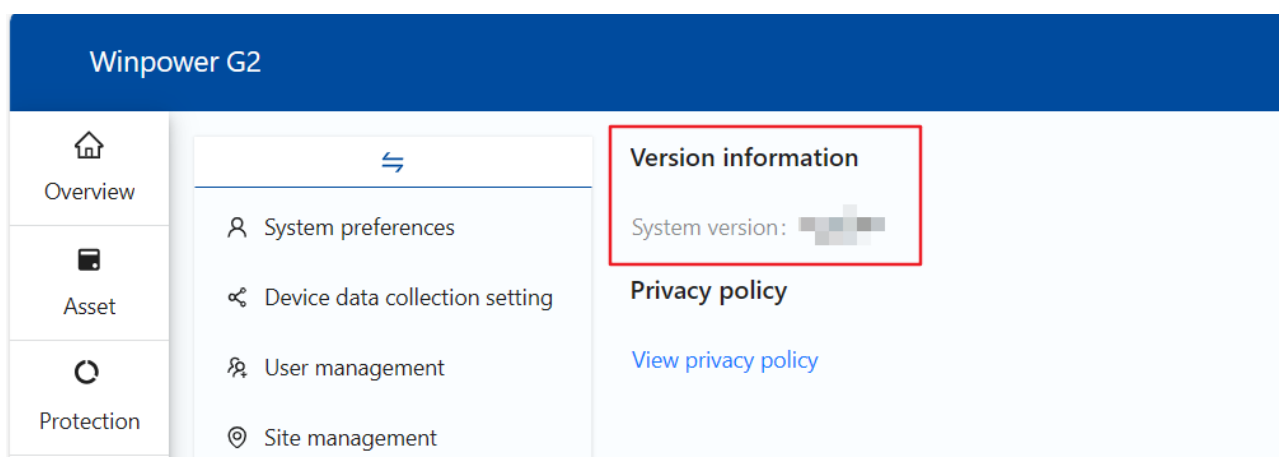 Winpower G2
Overview
Asset
Protection
System preferences
Device data collection setting
User management
Site management
Version information
System version:
Privacy policy
View privacy policy